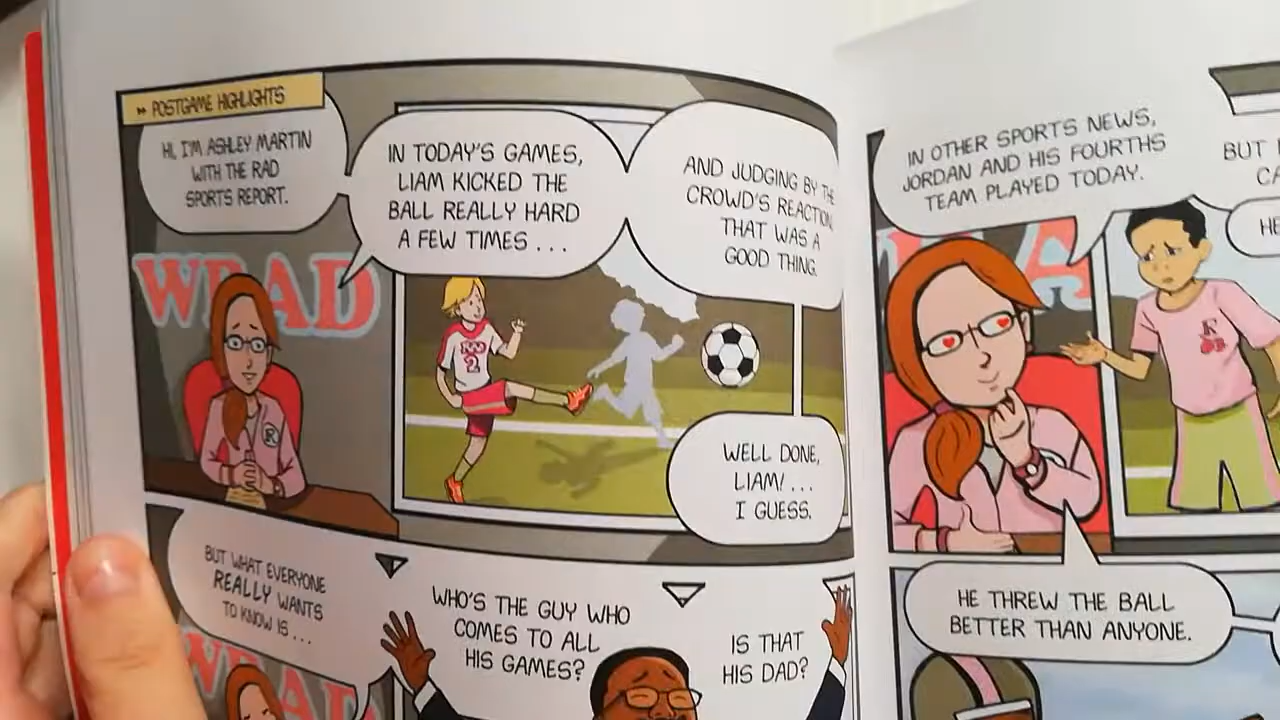 ▸▸ POSTGAME HIGHLIGHTS
HI, I'M ASHLEY MARTIN
WITH THE RAD
SPORTS REPORT.
IN TODAY'S GAMES,
LIAM KICKED THE
BALL REALLY HARD
A FEW TIMES . . .
AND JUDGING BY THE
CROWD'S REACTION
THAT WAS A
GOOD THING.
WRAD
2
WELL DONE,
LIAM! . . .
I GUESS.
BUT WHAT EVERYONE
REALLY WANTS
TO KNOW IS . . .
WHO'S THE GUY WHO
COMES TO ALL
HIS GAMES?
IS THAT
HIS DAD?
IN OTHER SPORTS NEWS,
JORDAN AND HIS FOURTHS
TEAM PLAYED TODAY.
BUT
HE THREW THE BALL
BETTER THAN ANYONE.